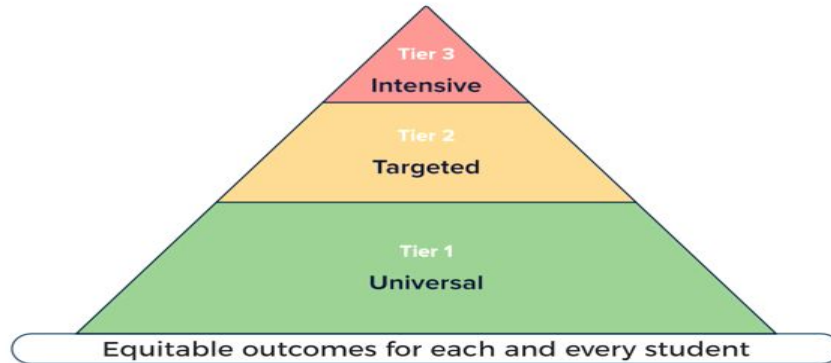 Tier 3
Intensive
Tier 2
Targeted
Tier 1
Universal
Equitable outcomes for each and every student